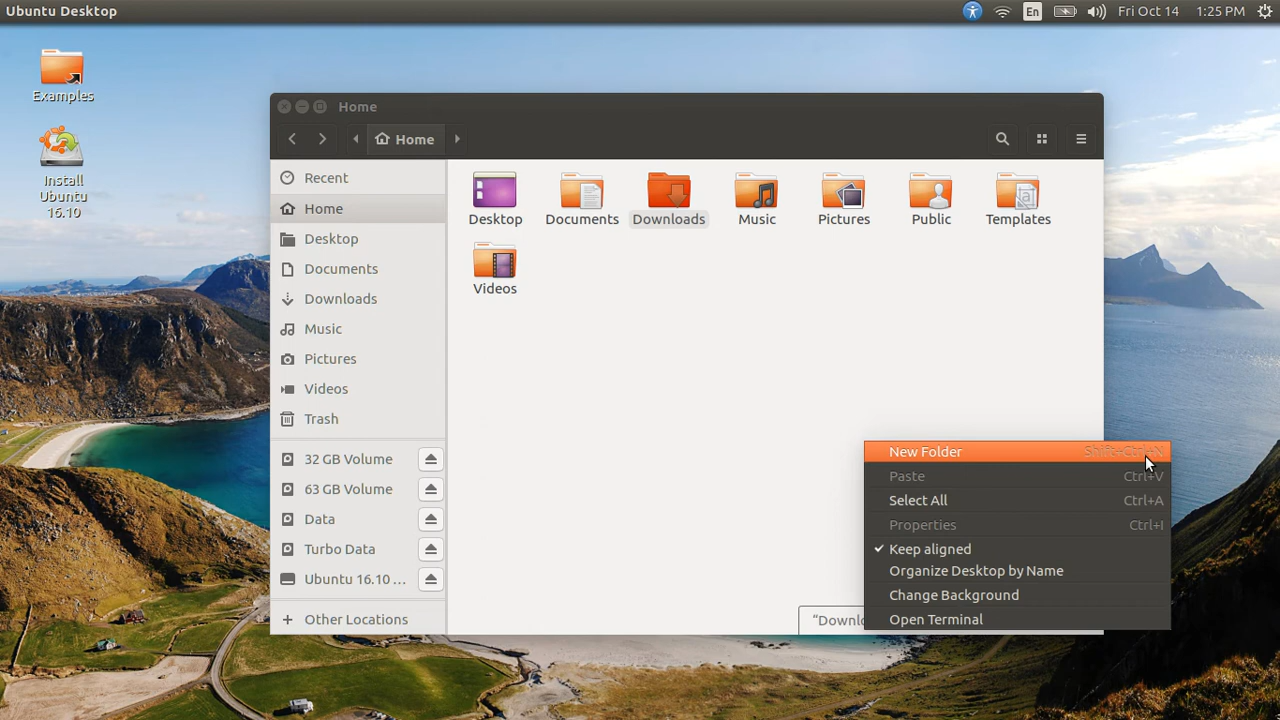 Ubuntu Desktop
En
Fri Oct 14 1:25 PM
Examples
Install
Ubuntu
16.10
Home
Home
Recent
Home
Desktop
Documents
Downloads
Music
Pictures
Videos
Trash
32 GB Volume
63 GB Volume
Data
Turbo Data
Ubuntu 16.10 ...
Other Locations
Desktop
Documents
Downloads
Music
Pictures
Public
Templates
Videos
New Folder Shift+Ctrl+N
Paste Ctrl+V
Select All Ctrl+A
Properties Ctrl+I
Keep aligned
Organize Desktop by Name
Change Background
Open Terminal
"Downlo